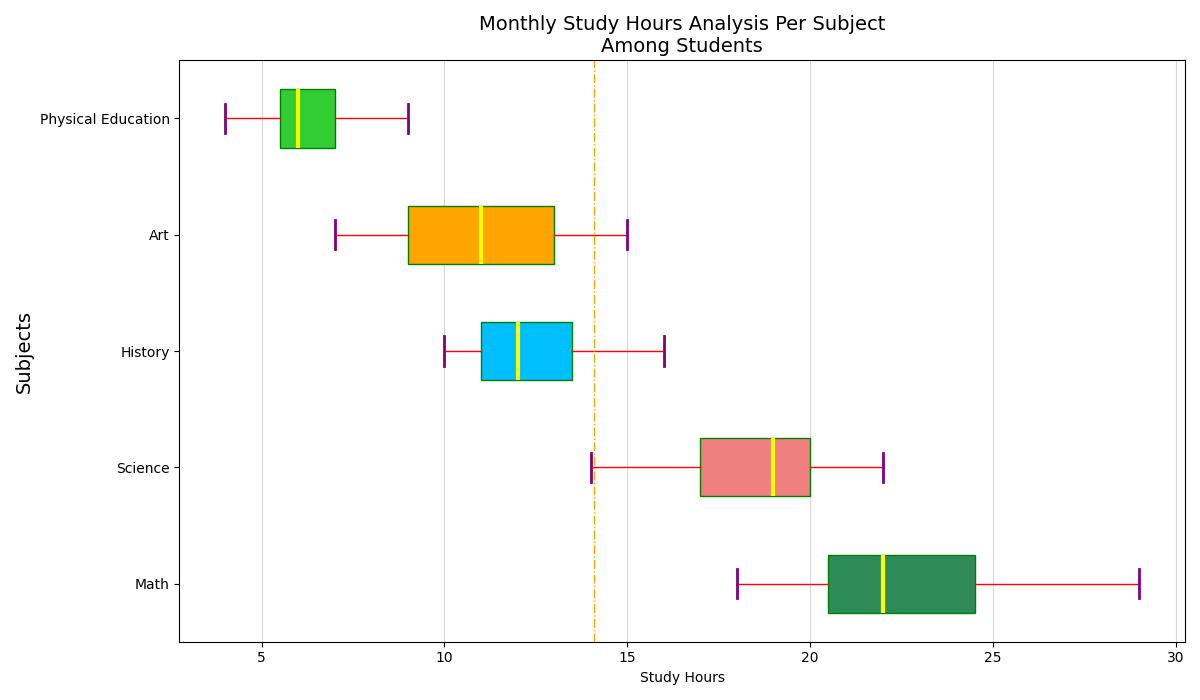 Monthly Study Hours Analysis Per Subject
Among Students
Subjects
Physical Education
Art
History
Science
Math
5 10 15 20 25 30
Study Hours